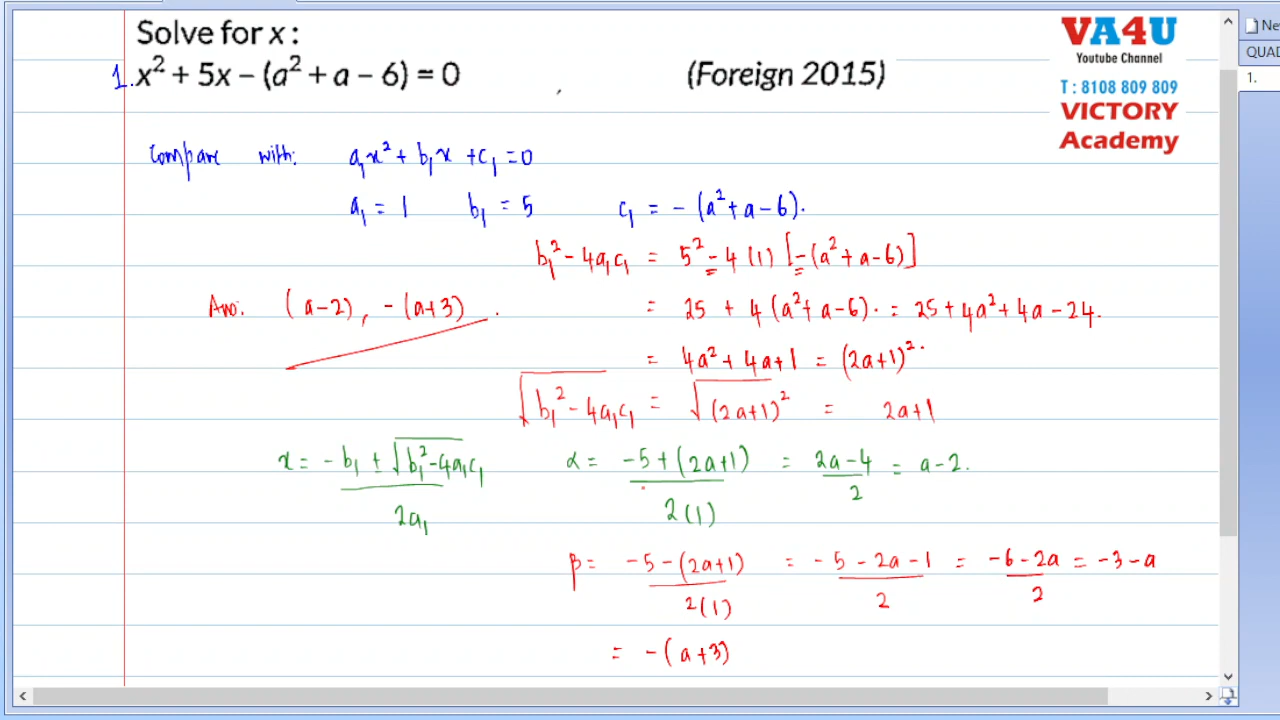 Solve for x :
1. x² + 5x – (a² + a – 6) = 0 (Foreign 2015)
VA4U
Youtube Channel
T : 8108 809 809
VICTORY
Academy
Ne
QUAD
1.
Compare with: a₁x² + b₁x + c₁ = 0
a₁ = 1 b₁ = 5 c₁ = - (a² + a - 6).
b₁² - 4a₁c₁ = 5² - 4 (1) [-(a² + a - 6)]
Ans. (a-2), -(a+3).
= 25 + 4 (a² + a - 6). = 25 + 4a² + 4a - 24.
= 4a² + 4a + 1 = (2a+1)².
√(b₁² - 4a₁c₁) = √((2a+1)²) = 2a+1
x = (-b₁ ± √(b₁² - 4a₁c₁))/(2a₁) α = (-5 + (2a+1))/(2(1)) = (2a-4)/2 = a-2.
β = (-5 - (2a+1))/(2(1)) = (-5 - 2a - 1)/2 = (-6 - 2a)/2 = -3 - a
= -(a+3)